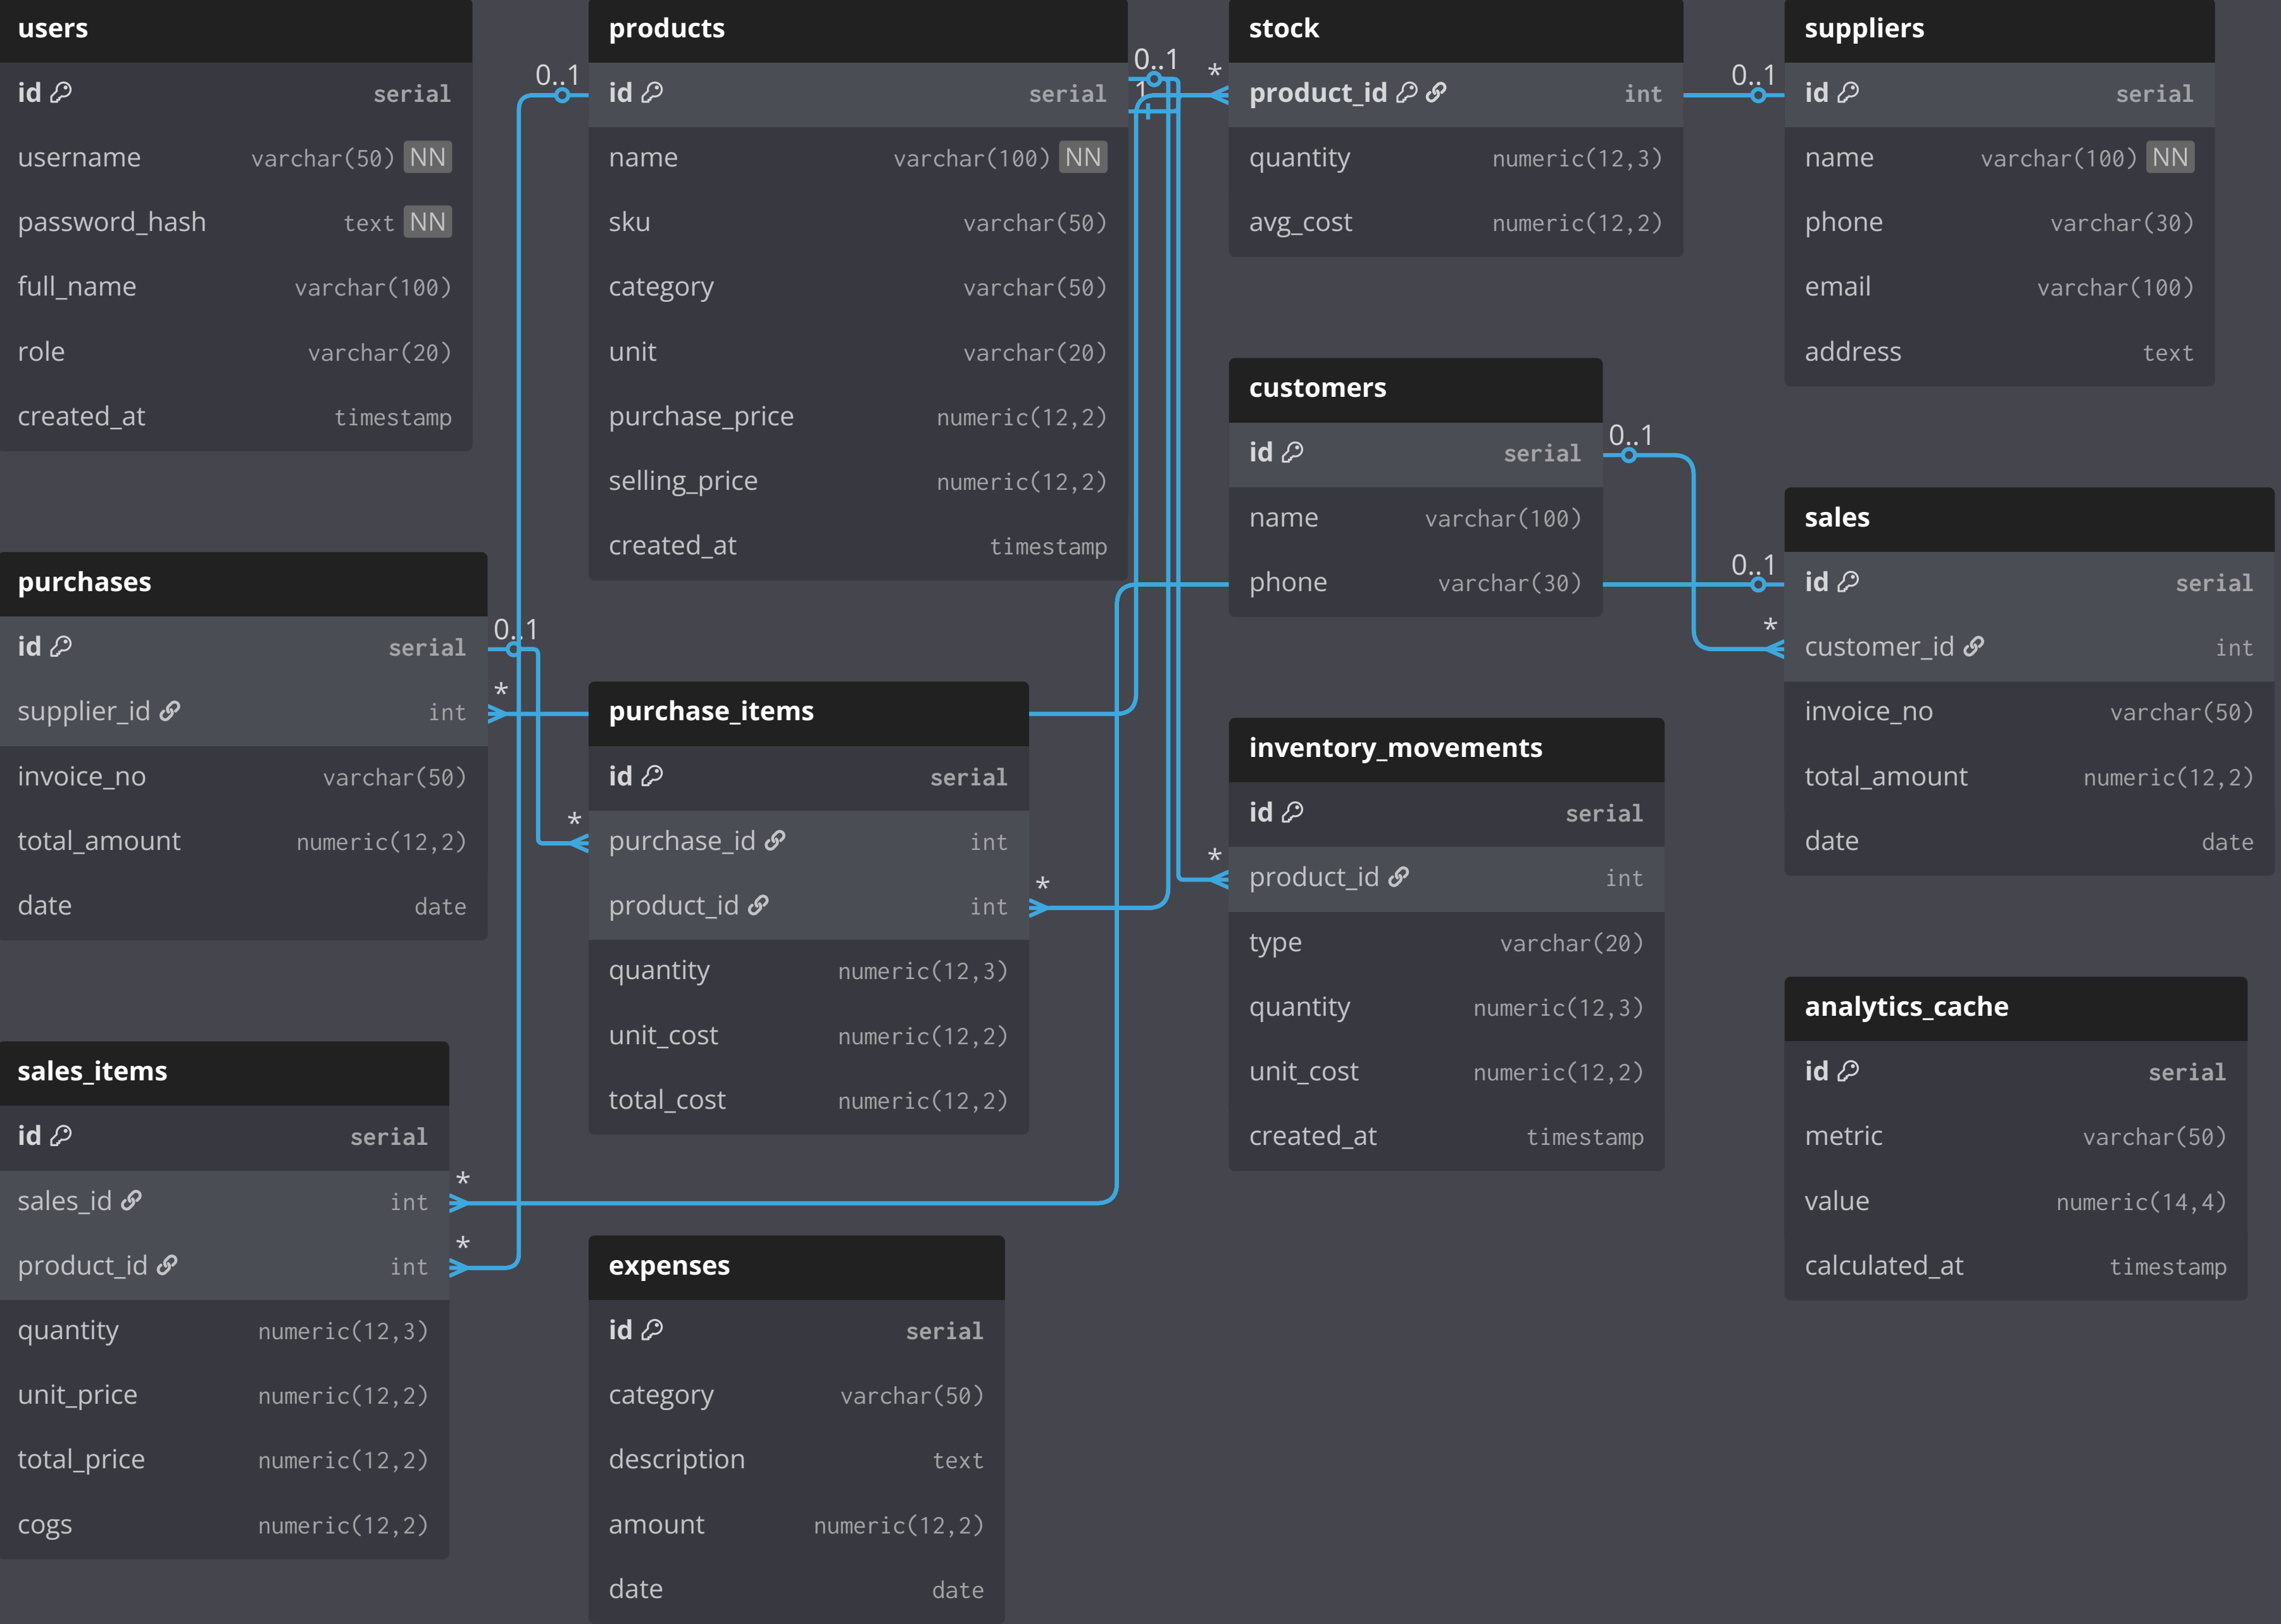 users
id serial
username varchar(50) NN
password_hash text NN
full_name varchar(100)
role varchar(20)
created_at timestamp
0..1
products
id serial
name varchar(100) NN
sku varchar(50)
category varchar(50)
unit varchar(20)
purchase_price numeric(12,2)
selling_price numeric(12,2)
created_at timestamp
0..1
1
*
stock
product_id int
quantity numeric(12,3)
avg_cost numeric(12,2)
0..1
suppliers
id serial
name varchar(100) NN
phone varchar(30)
email varchar(100)
address text
customers
id serial
name varchar(100)
phone varchar(30)
0..1
0..1
*
sales
id serial
customer_id int
invoice_no varchar(50)
total_amount numeric(12,2)
date date
purchases
id serial
supplier_id int
invoice_no varchar(50)
total_amount numeric(12,2)
date date
0..1
*
*
purchase_items
id serial
purchase_id int
product_id int
quantity numeric(12,3)
unit_cost numeric(12,2)
total_cost numeric(12,2)
*
*
inventory_movements
id serial
product_id int
type varchar(20)
quantity numeric(12,3)
unit_cost numeric(12,2)
created_at timestamp
analytics_cache
id serial
metric varchar(50)
value numeric(14,4)
calculated_at timestamp
sales_items
id serial
sales_id int
product_id int
quantity numeric(12,3)
unit_price numeric(12,2)
total_price numeric(12,2)
cogs numeric(12,2)
*
*
expenses
id serial
category varchar(50)
description text
amount numeric(12,2)
date date